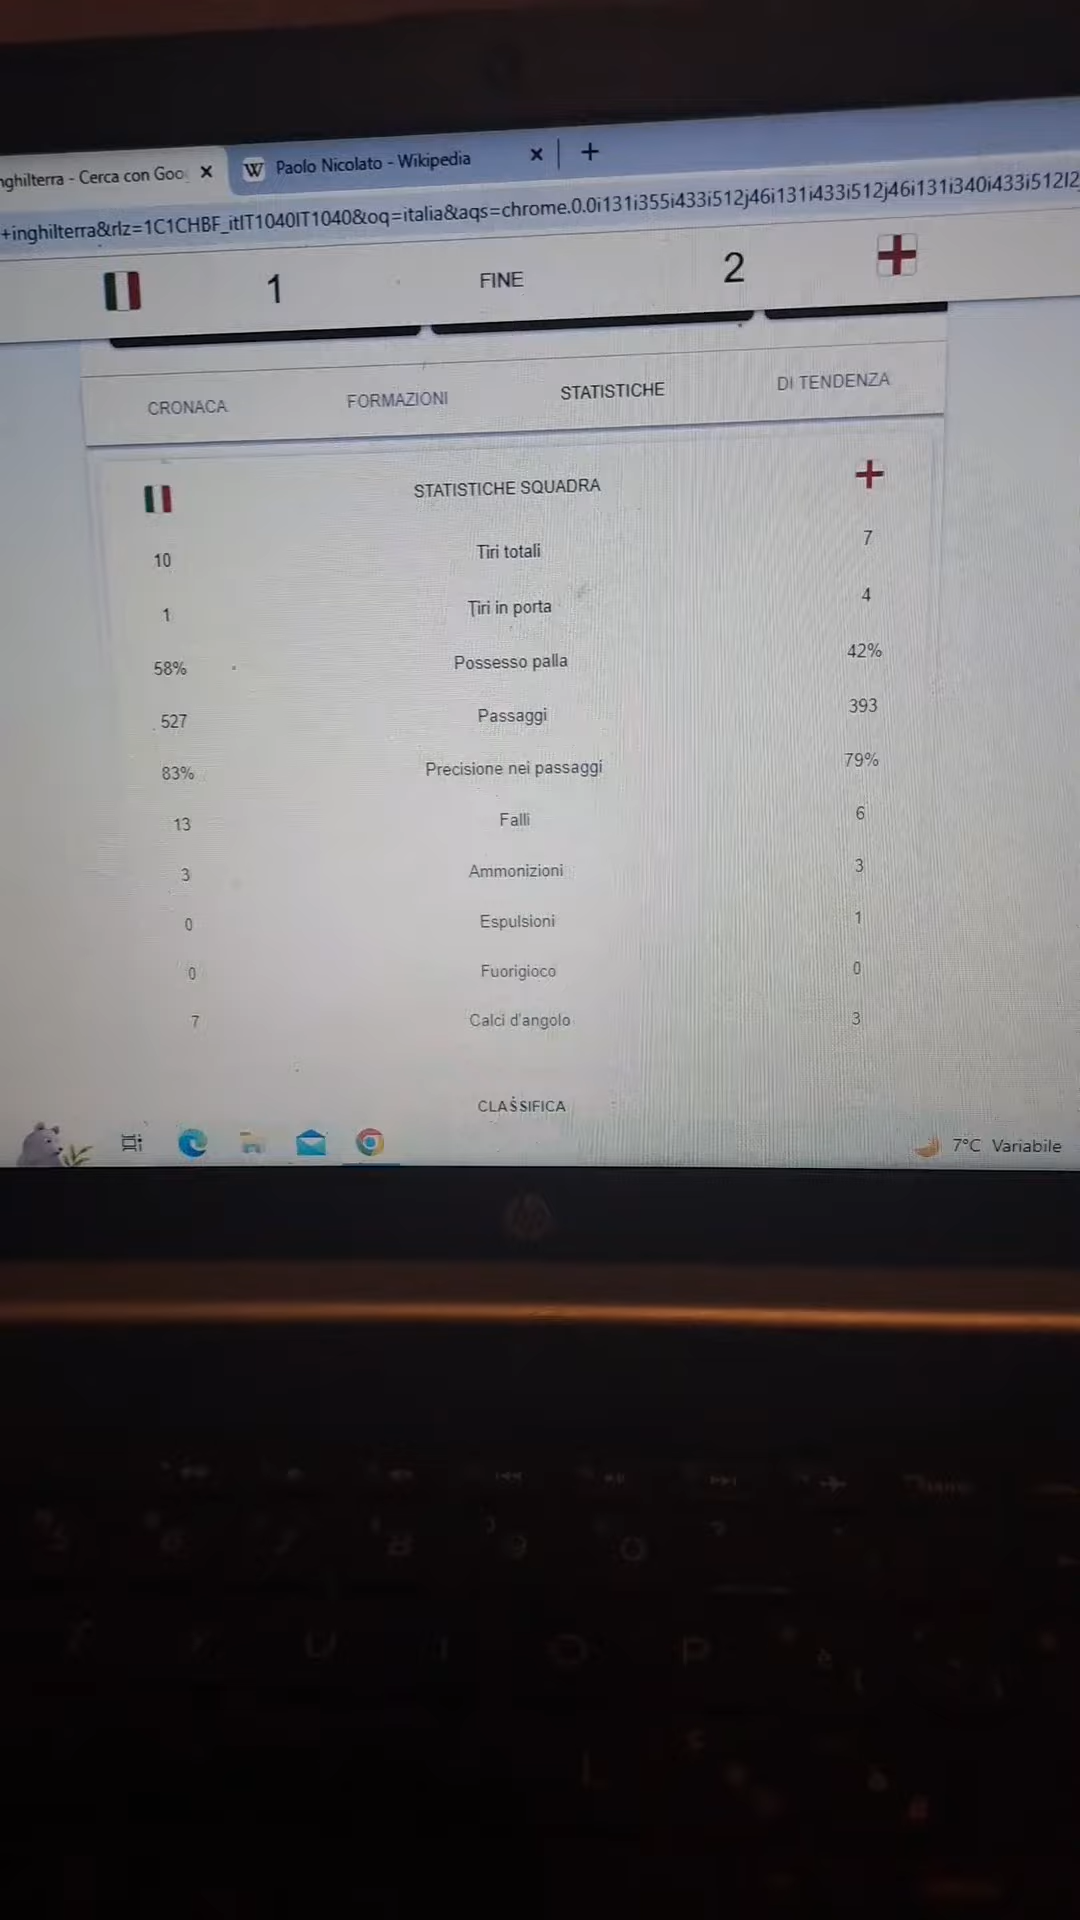 nghilterra - Cerca con Goo
Paolo Nicolato - Wikipedia
+inghilterra&rlz=1C1CHBF_itIT1040IT1040&oq=italia&aqs=chrome.0.0i131i355i433i512j46i131i433i512j46i131i340i433i512l2
1 FINE 2
CRONACA FORMAZIONI STATISTICHE DI TENDENZA
STATISTICHE SQUADRA
10 Tiri totali 7
1 Tiri in porta 4
58% Possesso palla 42%
527 Passaggi 393
83% Precisione nei passaggi 79%
13 Falli 6
3 Ammonizioni 3
0 Espulsioni 1
0 Fuorigioco 0
7 Calci d'angolo 3
CLASSIFICA
7°C Variabile
hp
U
O P
L